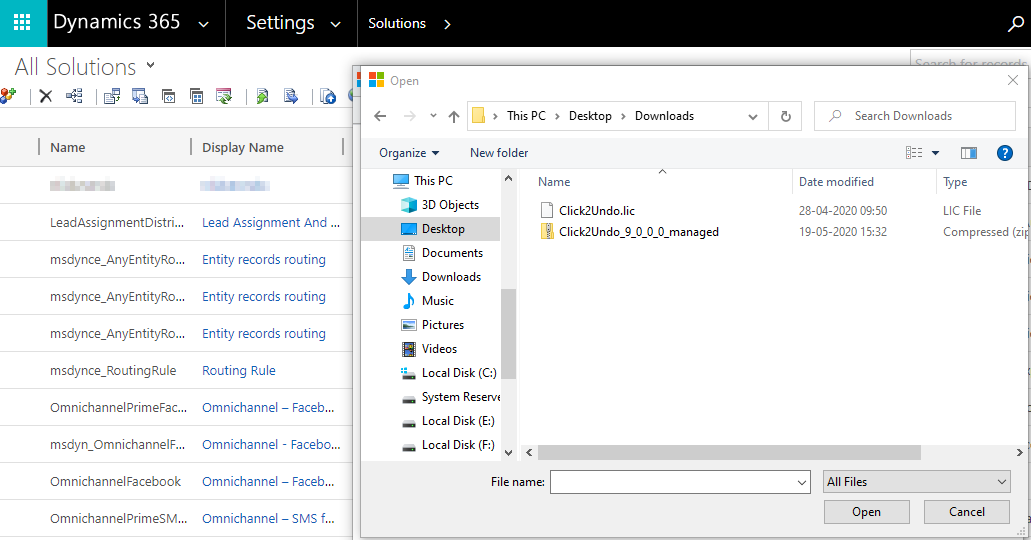 Dynamics 365 Settings Solutions
All Solutions
Search for records
Name Display Name
LeadAssignmentDistri... Lead Assignment And ...
msdynce_AnyEntityRo... Entity records routing
msdynce_AnyEntityRo... Entity records routing
msdynce_AnyEntityRo... Entity records routing
msdynce_RoutingRule Routing Rule
OmnichannelPrimeFac... Omnichannel – Faceb...
msdyn_OmnichannelF... Omnichannel - Facebo...
OmnichannelFacebook Omnichannel – Faceb...
OmnichannelPrimeSM... Omnichannel – SMS f...
Open
This PC Desktop Downloads
Search Downloads
Organize New folder
This PC
3D Objects
Desktop
Documents
Downloads
Music
Pictures
Videos
Local Disk (C:)
System Reserve
Local Disk (E:)
Local Disk (F:)
Name Date modified Type
Click2Undo.lic 28-04-2020 09:50 LIC File
Click2Undo_9_0_0_0_managed 19-05-2020 15:32 Compressed (zip
File name: All Files
Open Cancel